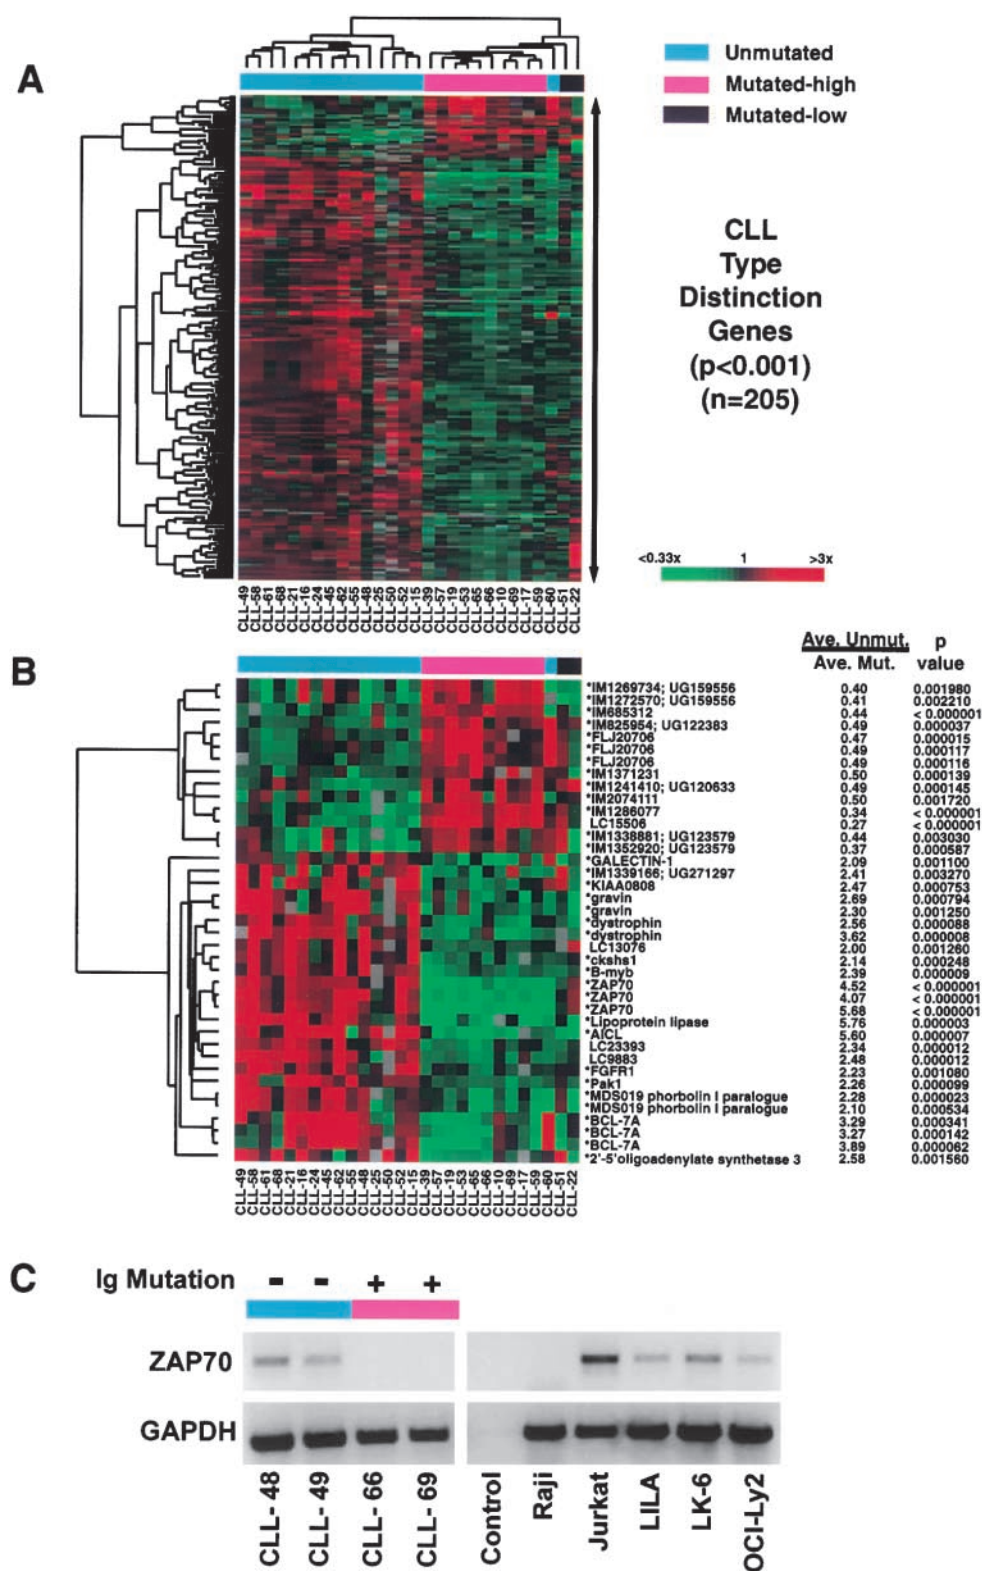 A
Unmutated
Mutated-high
Mutated-low
CLL
Type
Distinction
Genes
(p<0.001)
(n=205)
<0.33x 1 >3x
CLL-49
CLL-58
CLL-61
CLL-68
CLL-21
CLL-16
CLL-24
CLL-45
CLL-62
CLL-55
CLL-48
CLL-25
CLL-50
CLL-52
CLL-15
CLL-39
CLL-57
CLL-19
CLL-53
CLL-65
CLL-66
CLL-10
CLL-69
CLL-17
CLL-59
CLL-60
CLL-51
CLL-22
B
Ave. Unmut. p
Ave. Mut. value
*IM1269734; UG159556 0.40 0.001980
*IM1272570; UG159556 0.41 0.002210
*IM685312 0.44 < 0.000001
*IM825954; UG122383 0.49 0.000037
*FLJ20706 0.47 0.000015
*FLJ20706 0.49 0.000117
*FLJ20706 0.49 0.000116
*IM1371231 0.50 0.000139
*IM1241410; UG120633 0.49 0.000145
*IM2074111 0.50 0.001720
*IM1286077 0.34 < 0.000001
LC15506 0.27 < 0.000001
*IM1338881; UG123579 0.44 0.003030
*IM1352920; UG123579 0.37 0.000587
*GALECTIN-1 2.09 0.001100
*IM1339166; UG271297 2.41 0.003270
*KIAA0808 2.47 0.000753
*gravin 2.69 0.000794
*gravin 2.30 0.001250
*dystrophin 2.56 0.000088
*dystrophin 3.62 0.000008
LC13076 2.00 0.001260
*ckshs1 2.14 0.000248
*B-myb 2.39 0.000009
*ZAP70 4.52 < 0.000001
*ZAP70 4.07 < 0.000001
*ZAP70 5.68 < 0.000001
*Lipoprotein lipase 5.76 0.000003
*AICL 5.60 0.000007
LC23393 2.34 0.000012
LC9883 2.48 0.000012
*FGFR1 2.23 0.001080
*Pak1 2.26 0.000099
*MDS019 phorbolin I paralogue 2.28 0.000023
*MDS019 phorbolin I paralogue 2.10 0.000534
*BCL-7A 3.29 0.000341
*BCL-7A 3.27 0.000142
*BCL-7A 3.89 0.000062
*2'-5'oligoadenylate synthetase 3 2.58 0.001560
CLL-49
CLL-58
CLL-61
CLL-68
CLL-21
CLL-16
CLL-24
CLL-45
CLL-62
CLL-55
CLL-48
CLL-25
CLL-50
CLL-52
CLL-15
CLL-39
CLL-57
CLL-19
CLL-53
CLL-65
CLL-66
CLL-10
CLL-69
CLL-17
CLL-59
CLL-60
CLL-51
CLL-22
C
Ig Mutation - - + +
ZAP70
GAPDH
CLL- 48
CLL- 49
CLL- 66
CLL- 69
Control
Raji
Jurkat
LILA
LK-6
OCI-Ly2